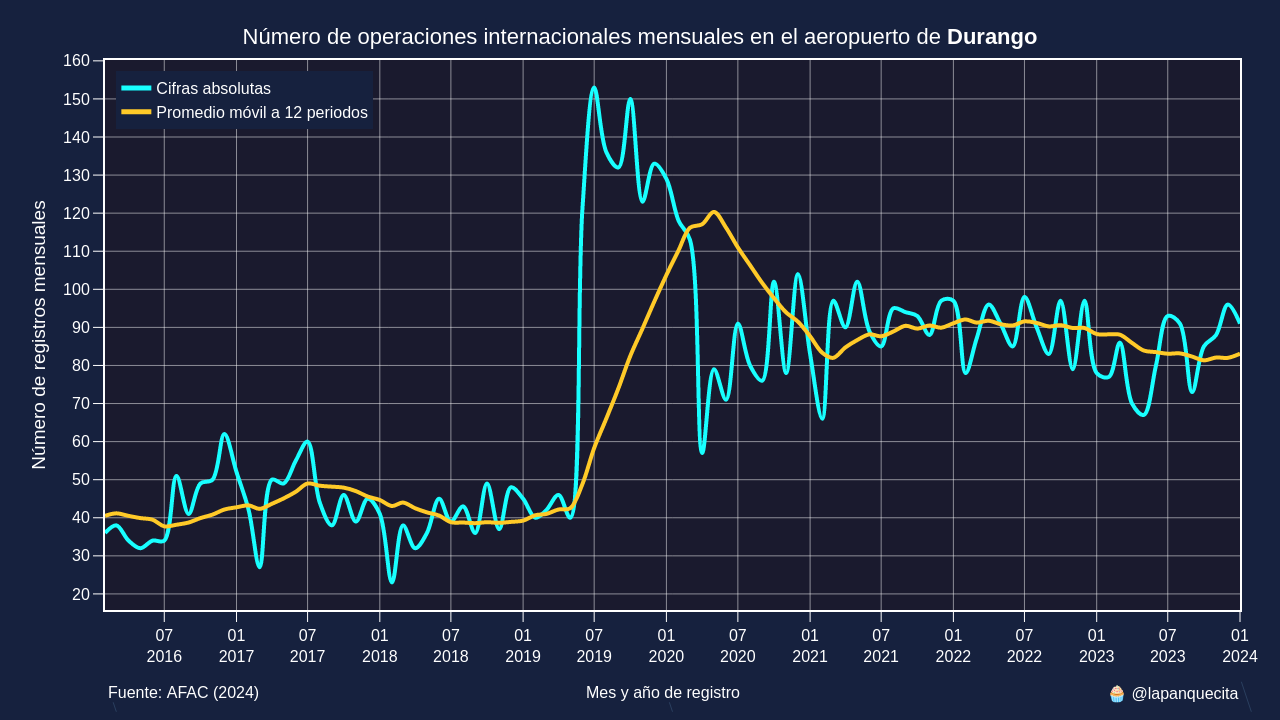 Número de operaciones internacionales mensuales en el aeropuerto de Durango
Cifras absolutas
Promedio móvil a 12 periodos
Número de registros mensuales
160
150
140
130
120
110
100
90
80
70
60
50
40
30
20
07 01 07 01 07 01 07 01 07 01 07 01 07 01 07 01
2016 2017 2017 2018 2018 2019 2019 2020 2020 2021 2021 2022 2022 2023 2023 2024
Fuente: AFAC (2024)
Mes y año de registro
🧁 @lapanquecita